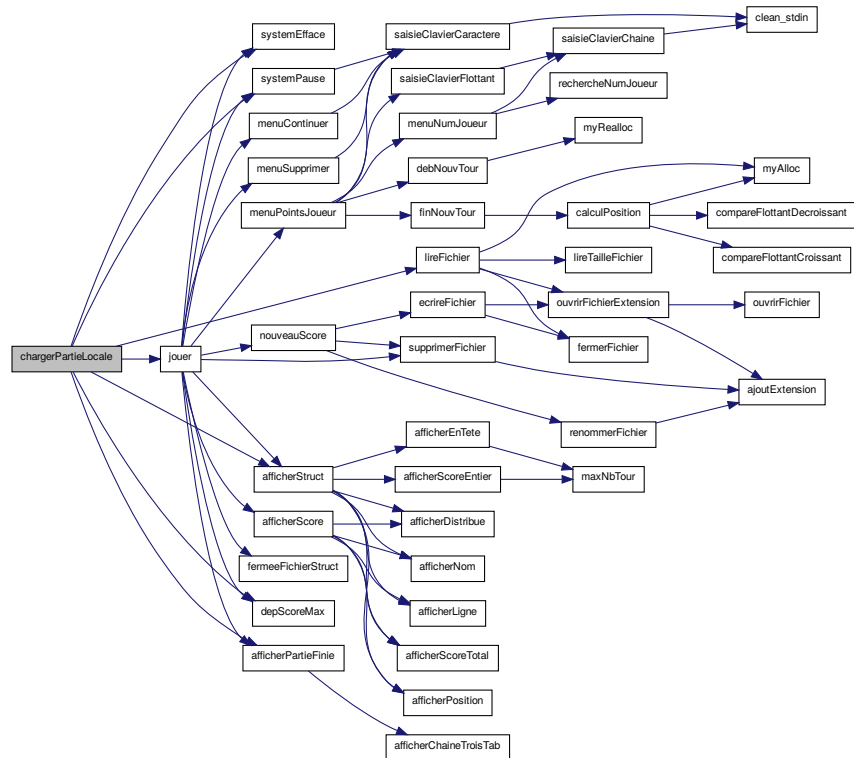 clean_stdin
systemEfface
saisieClavierCaractere
saisieClavierChaine
systemPause
saisieClavierFlottant
rechercheNumJoueur
menuContinuer
menuNumJoueur
myRealloc
menuSupprimer
debNouvTour
myAlloc
menuPointsJoueur
finNouvTour
calculPosition
compareFlottantDecroissant
lireFichier
lireTailleFichier
compareFlottantCroissant
ecrireFichier
ouvrirFichierExtension
ouvrirFichier
nouveauScore
supprimerFichier
fermerFichier
chargerPartieLocale
jouer
ajoutExtension
afficherEnTete
renommerFichier
afficherStruct
afficherScoreEntier
maxNbTour
afficherScore
afficherDistribue
fermeeFichierStruct
afficherNom
depScoreMax
afficherLigne
afficherPartieFinie
afficherScoreTotal
afficherPosition
afficherChaineTroisTab